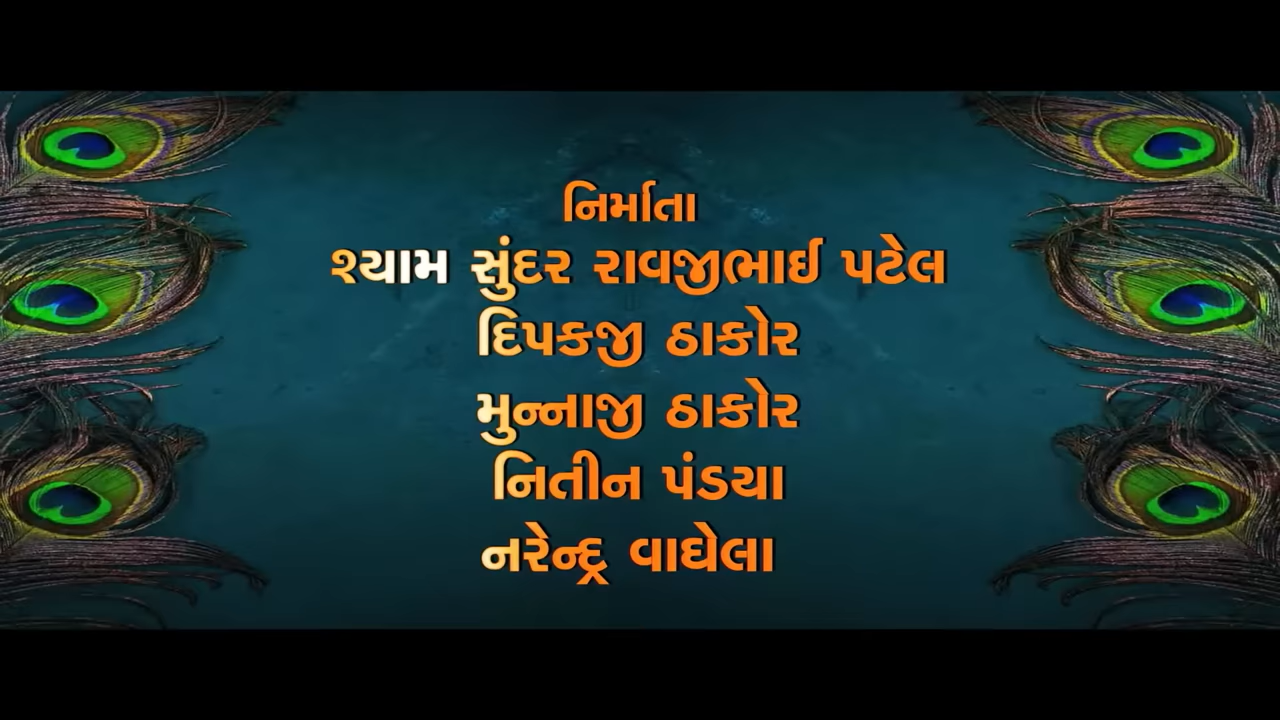 નિર્માતા
શ્યામ સુંદર રાવજીભાઈ પટેલ
દિપકજી ઠાકોર
મુન્નાજી ઠાકોર
નિતીન પંડયા
નરેન્દ્ર વાઘેલા